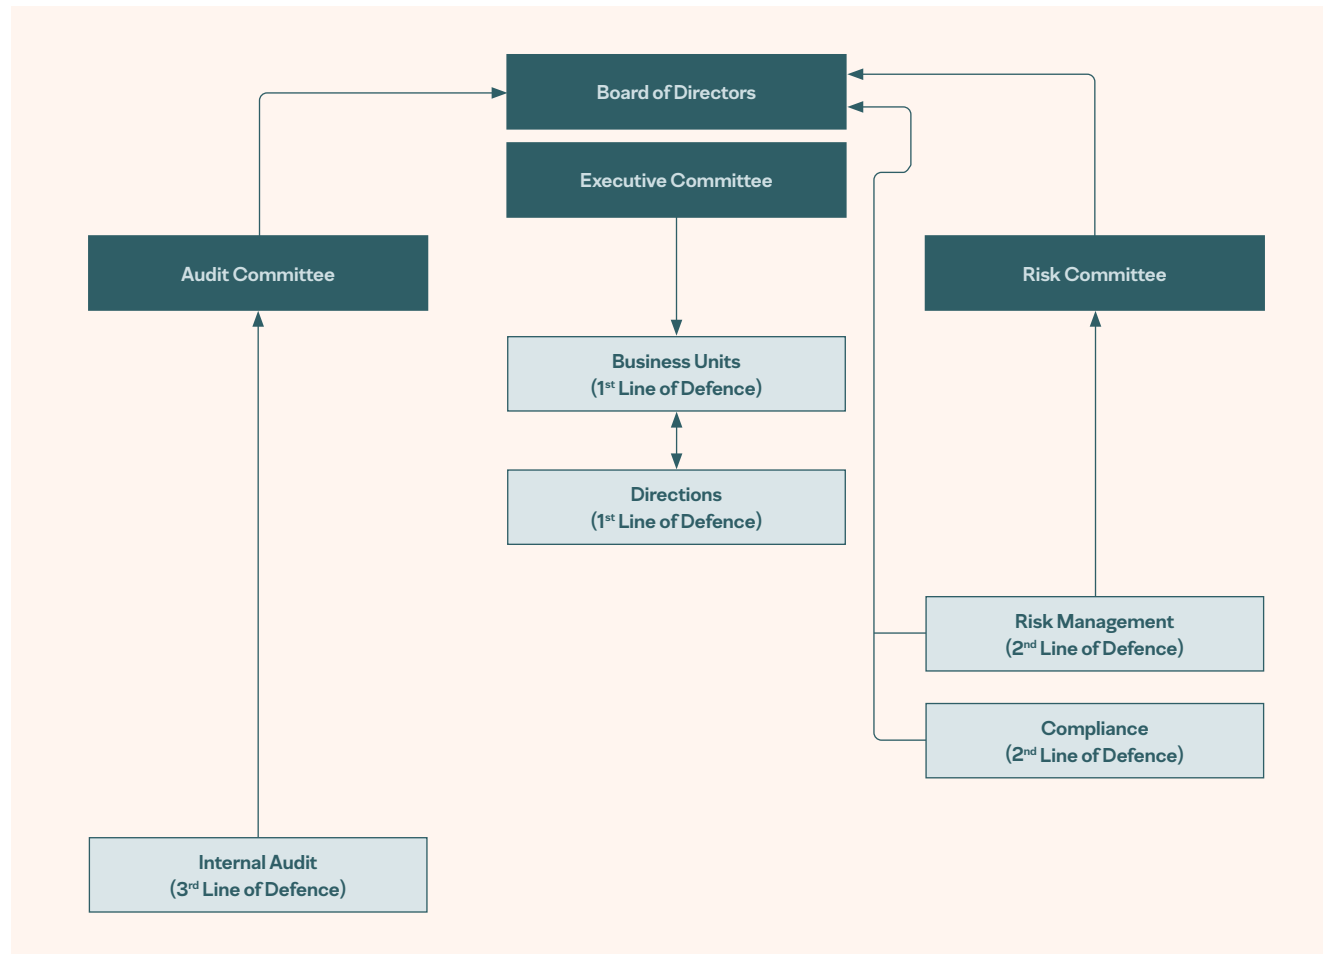 Board of Directors
Executive Committee
Audit Committee
Risk Committee
Business Units
(1st Line of Defence)
Directions
(1st Line of Defence)
Risk Management
(2nd Line of Defence)
Compliance
(2nd Line of Defence)
Internal Audit
(3rd Line of Defence)